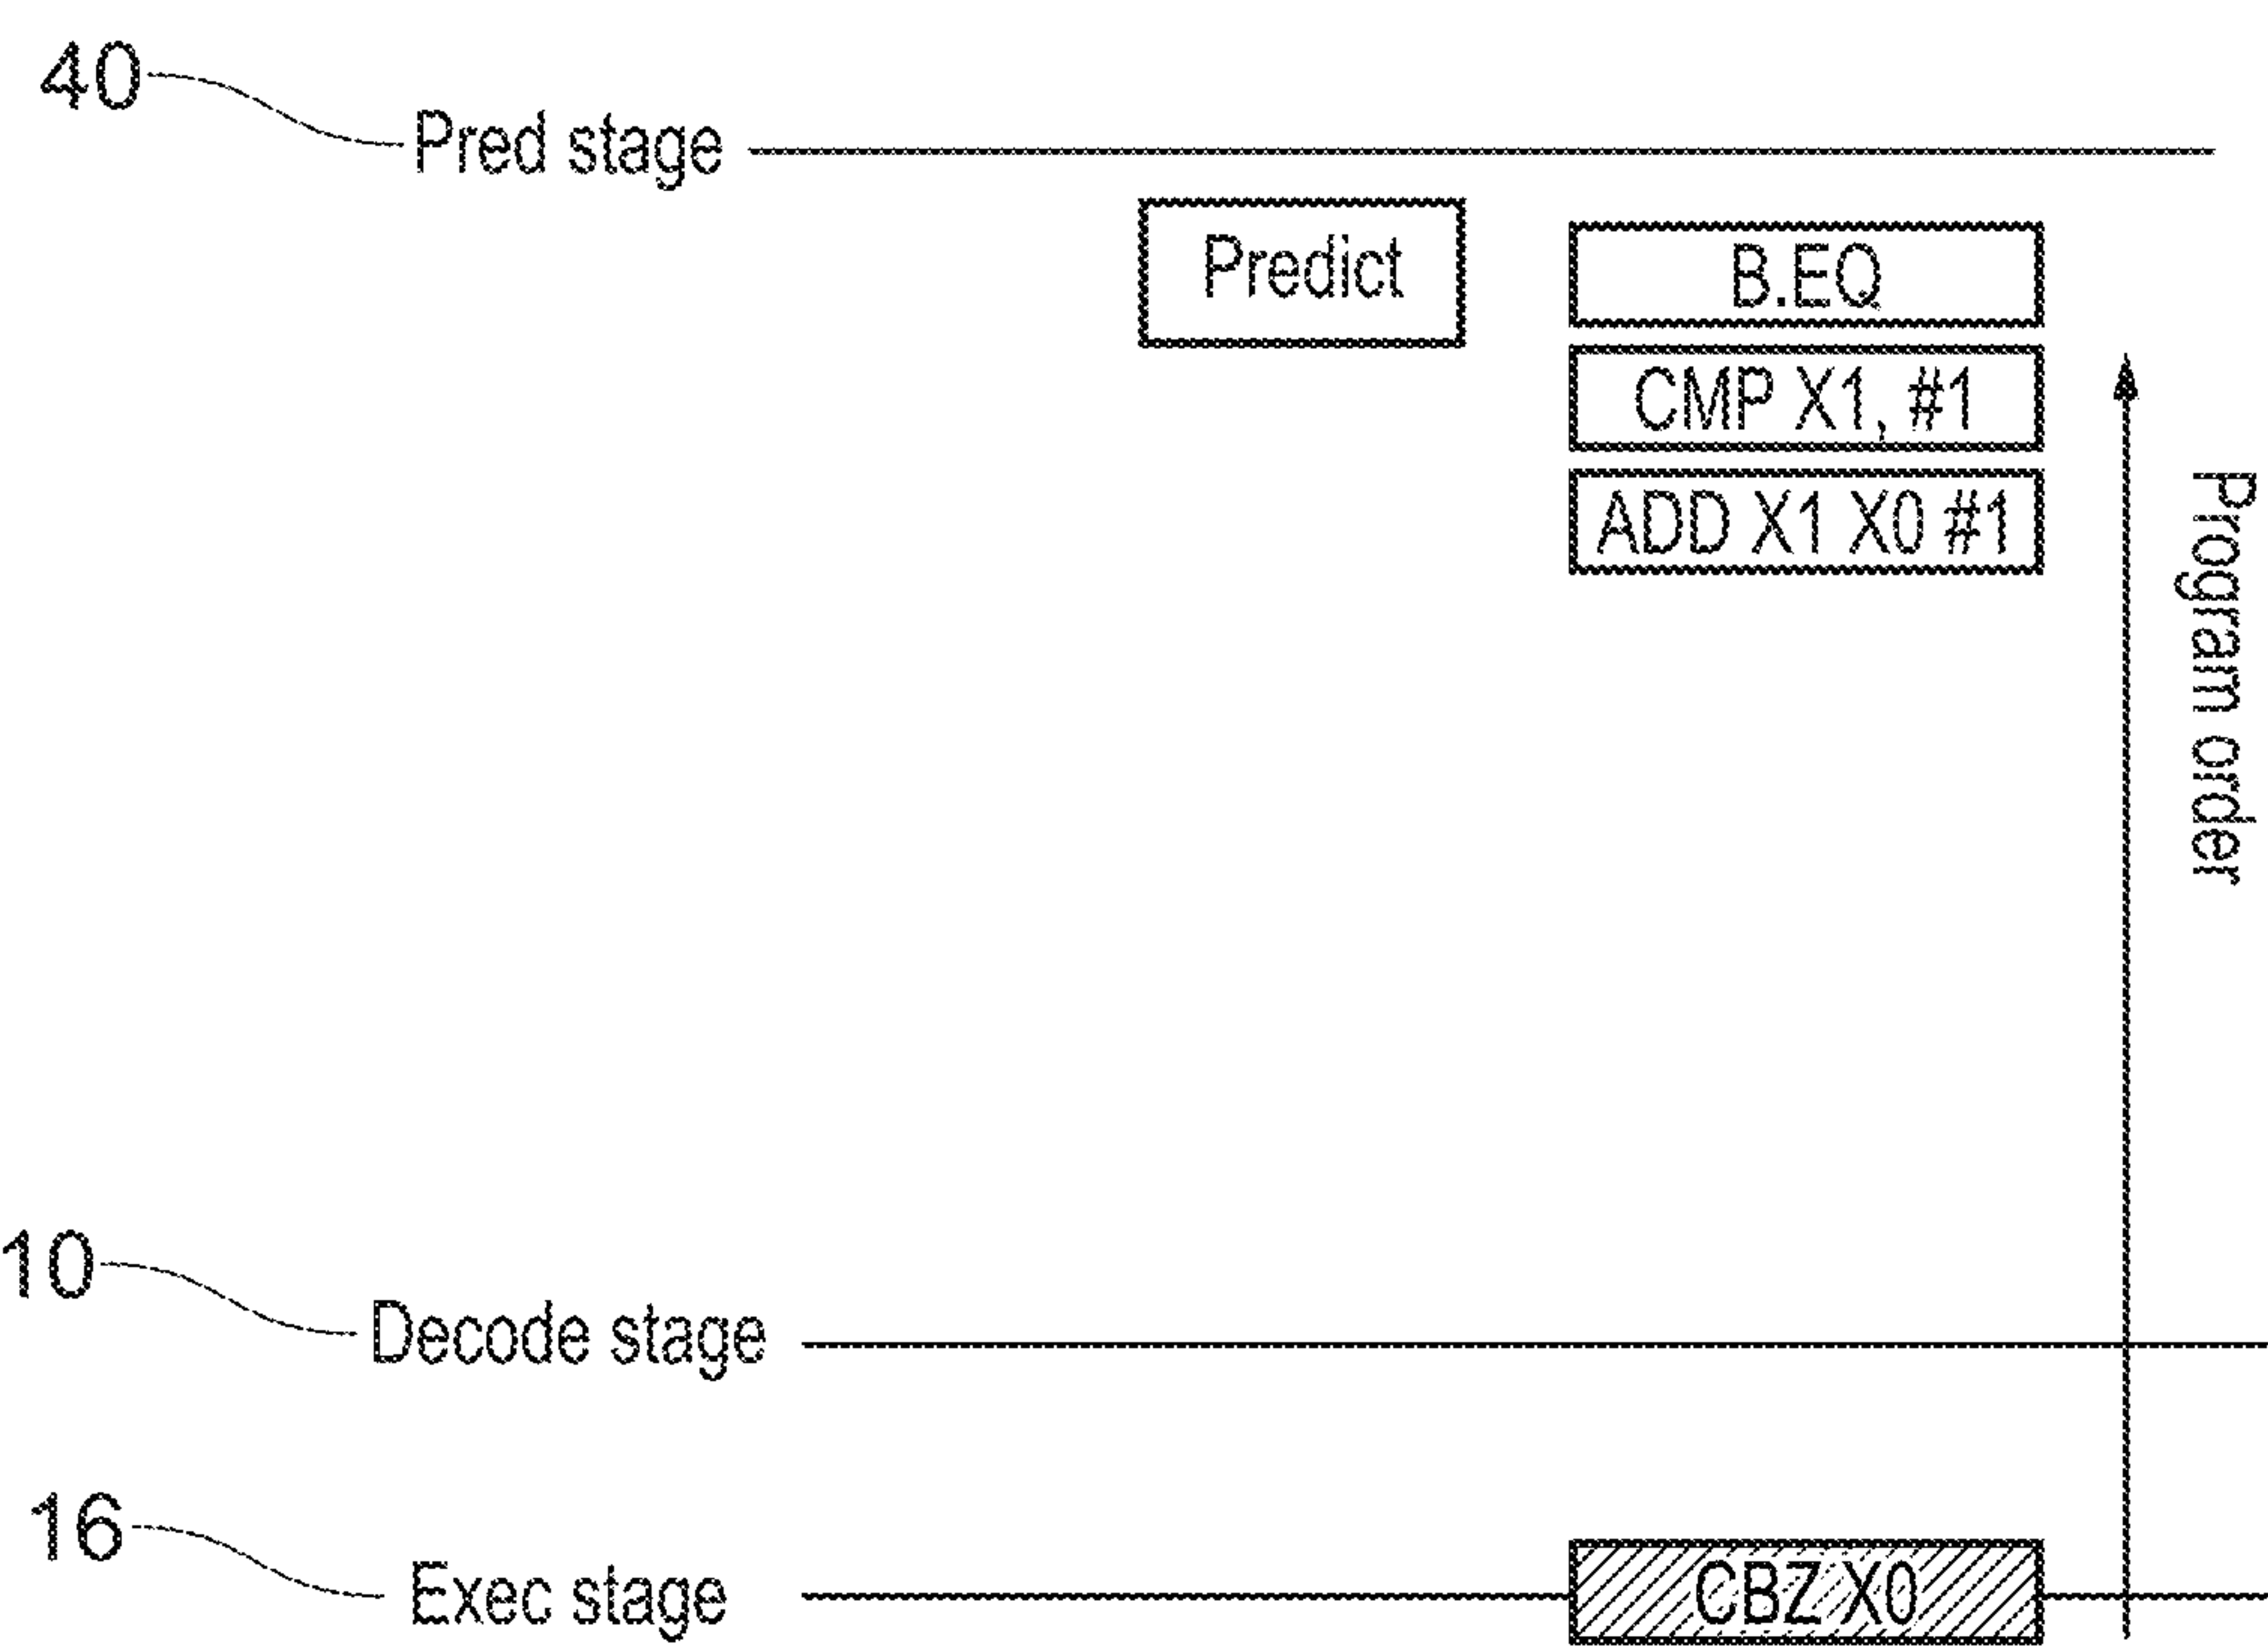 40
Pred stage
Predict
B.EQ
CMP X1, #1
ADD X1 X0 #1
Program order
10
Decode stage
16
Exec stage
CBZ X0